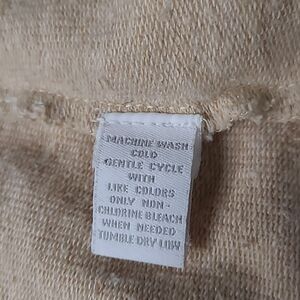 MACHINE WASH
COLD
GENTLE CYCLE
WITH
LIKE COLORS
ONLY NON-
CHLORINE BLEACH
WHEN NEEDED
TUMBLE DRY LOW